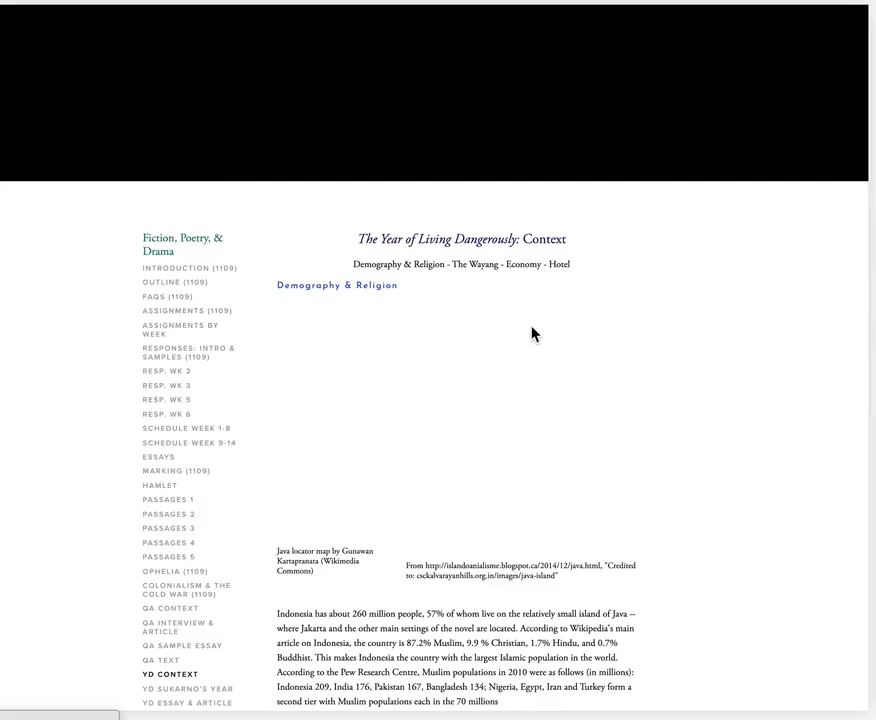 Fiction, Poetry, &
Drama
INTRODUCTION (1109)
OUTLINE (1109)
FAQS (1109)
ASSIGNMENTS (1109)
ASSIGNMENTS BY
WEEK
RESPONSES: INTRO &
SAMPLES (1109)
RESP. WK 2
RESP. WK 3
RESP. WK 5
RESP. WK 6
SCHEDULE WEEK 1-8
SCHEDULE WEEK 9-14
ESSAYS
MARKING (1109)
HAMLET
PASSAGES 1
PASSAGES 2
PASSAGES 3
PASSAGES 4
PASSAGES 5
OPHELIA (1109)
COLONIALISM & THE
COLD WAR (1109)
QA CONTEXT
QA INTERVIEW &
ARTICLE
QA SAMPLE ESSAY
QA TEXT
YD CONTEXT
YD SUKARNO'S YEAR
YD ESSAY & ARTICLE
The Year of Living Dangerously: Context
Demography & Religion - The Wayang - Economy - Hotel
Demography & Religion
Java locator map by Gunawan
Kartapranata (Wikimedia
Commons)
From http://islandoanialisme.blogspot.ca/2014/12/java.html, "Credited
to: csckalvarayanhills.org.in/images/java-island"
Indonesia has about 260 million people, 57% of whom live on the relatively small island of Java --
where Jakarta and the other main settings of the novel are located. According to Wikipedia's main
article on Indonesia, the country is 87.2% Muslim, 9.9 % Christian, 1.7% Hindu, and 0.7%
Buddhist. This makes Indonesia the country with the largest Islamic population in the world.
According to the Pew Research Centre, Muslim populations in 2010 were as follows (in millions):
Indonesia 209, India 176, Pakistan 167, Bangladesh 134; Nigeria, Egypt, Iran and Turkey form a
second tier with Muslim populations each in the 70 millions